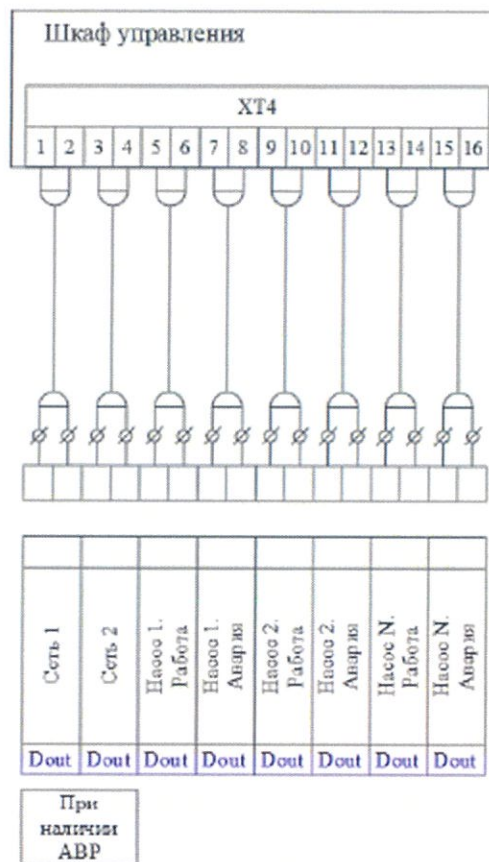 Шкаф управления
XT4
1 2 3 4 5 6 7 8 9 10 11 12 13 14 15 16
Сеть 1
Сеть 2
Насос 1.
Работа
Насос 1.
Авария
Насос 2.
Работа
Насос 2.
Авария
Насос N.
Работа
Насос N.
Авария
Dout Dout Dout Dout Dout Dout Dout Dout
При
наличии
АВР